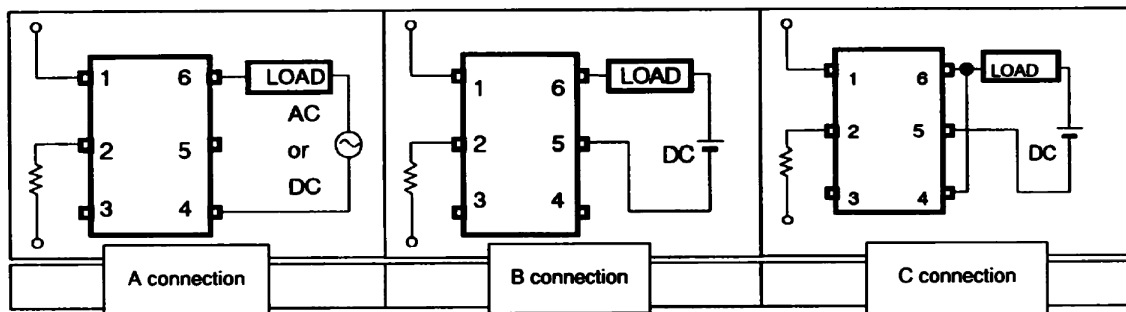 1 6 LOAD
AC
2 5 or
DC
3 4
A connection
1 6 LOAD
2 5 DC
3 4
B connection
1 6 LOAD
2 5 DC
3 4
C connection